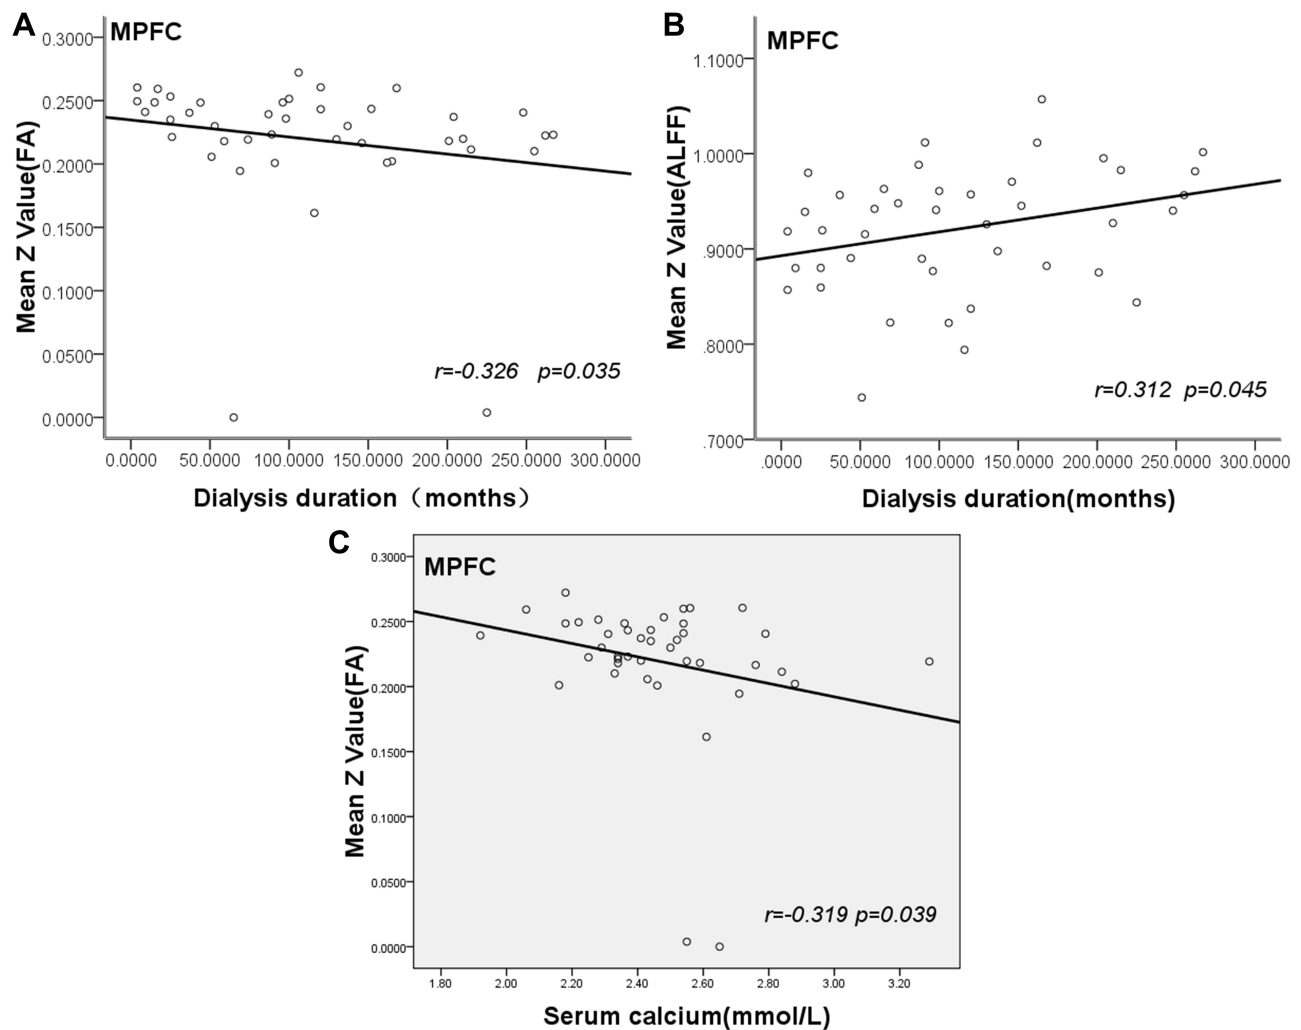 A
MPFC
0.3000
0.2500
0.2000
0.1500
0.1000
0.0500
0.0000
Mean Z Value(FA)
r=-0.326 p=0.035
0.0000 50.0000 100.0000 150.0000 200.0000 250.0000 300.0000
Dialysis duration（months）
B
MPFC
1.1000
1.0000
.9000
.8000
.7000
Mean Z Value(ALFF)
r=0.312 p=0.045
.0000 50.0000 100.0000 150.0000 200.0000 250.0000 300.0000
Dialysis duration(months)
C
MPFC
0.3000
0.2500
0.2000
0.1500
0.1000
0.0500
0.0000
Mean Z Value(FA)
r=-0.319 p=0.039
1.80 2.00 2.20 2.40 2.60 2.80 3.00 3.20
Serum calcium(mmol/L)